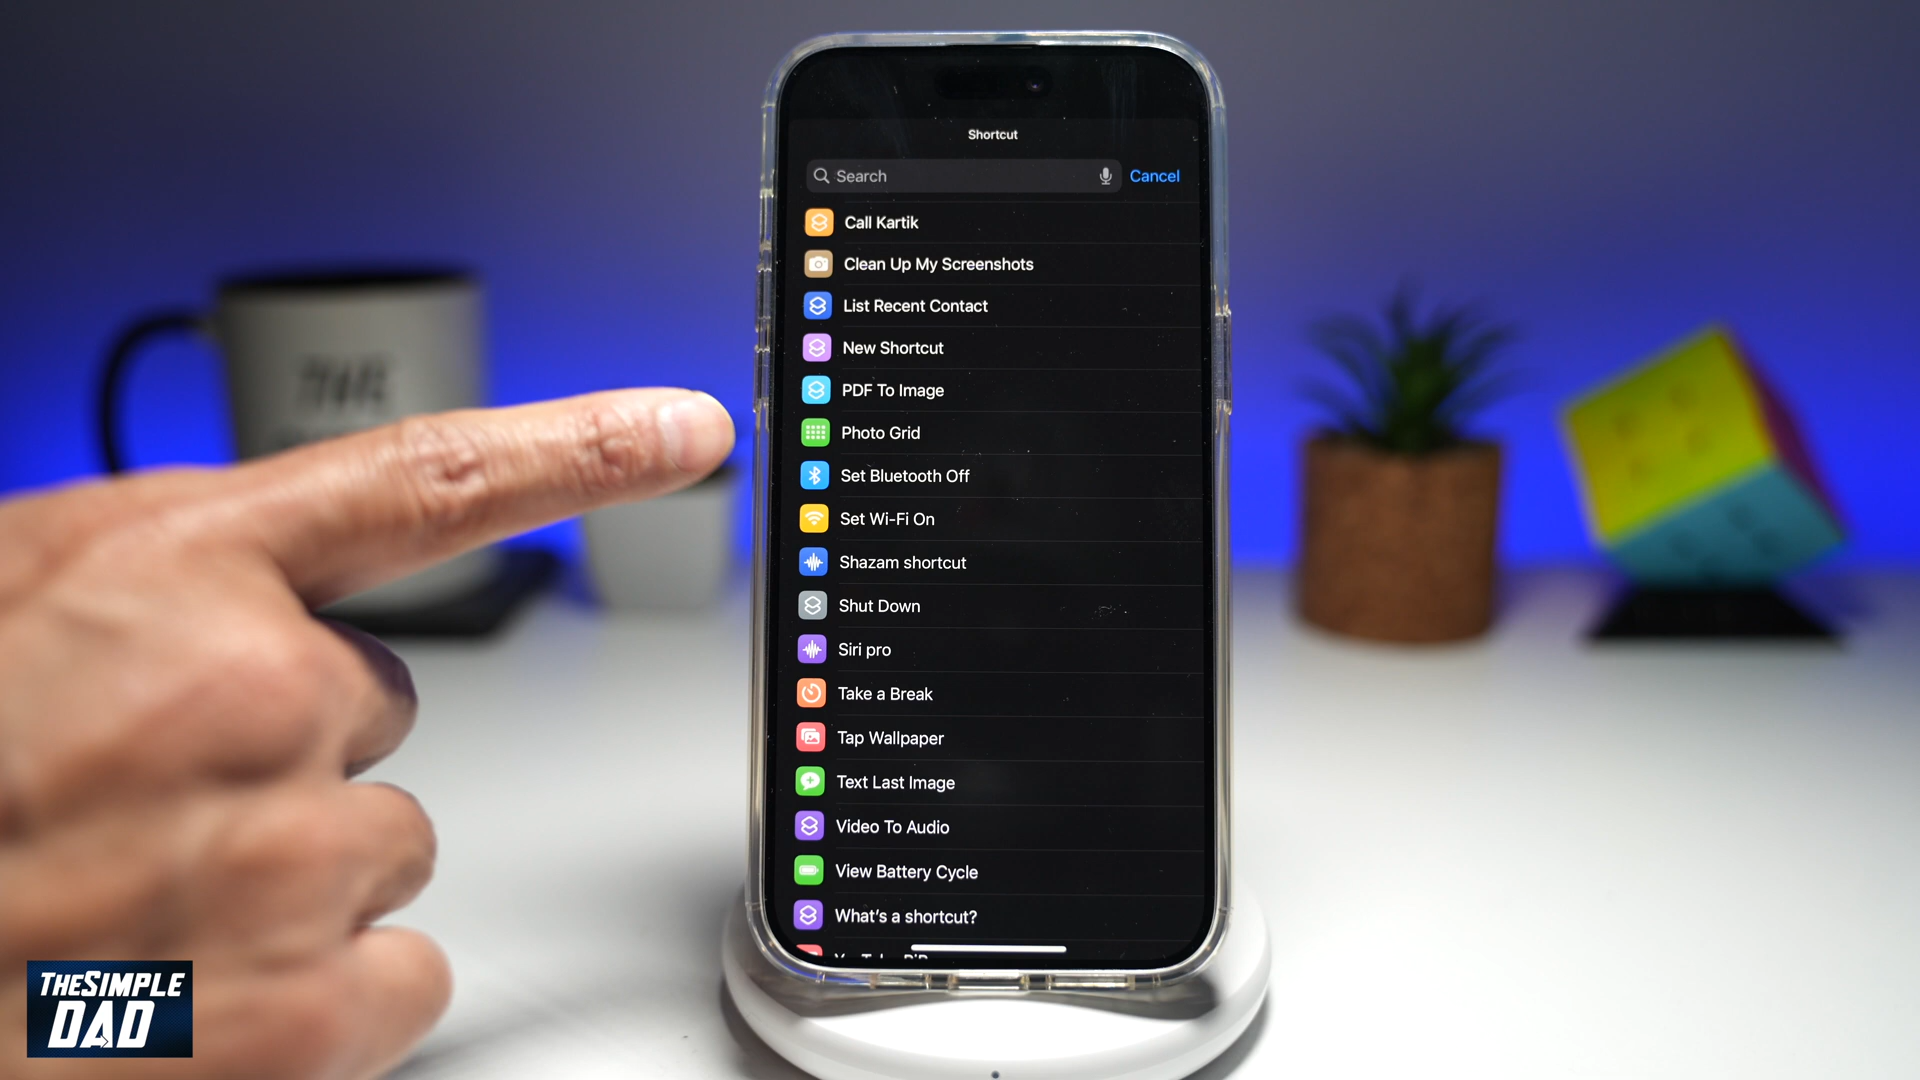 Shortcut
Search
Cancel
Call Kartik
Clean Up My Screenshots
List Recent Contact
New Shortcut
PDF To Image
Photo Grid
Set Bluetooth Off
Set Wi-Fi On
Shazam shortcut
Shut Down
Siri pro
Take a Break
Tap Wallpaper
Text Last Image
Video To Audio
View Battery Cycle
What's a shortcut?
THE
THESIMPLE
DAD